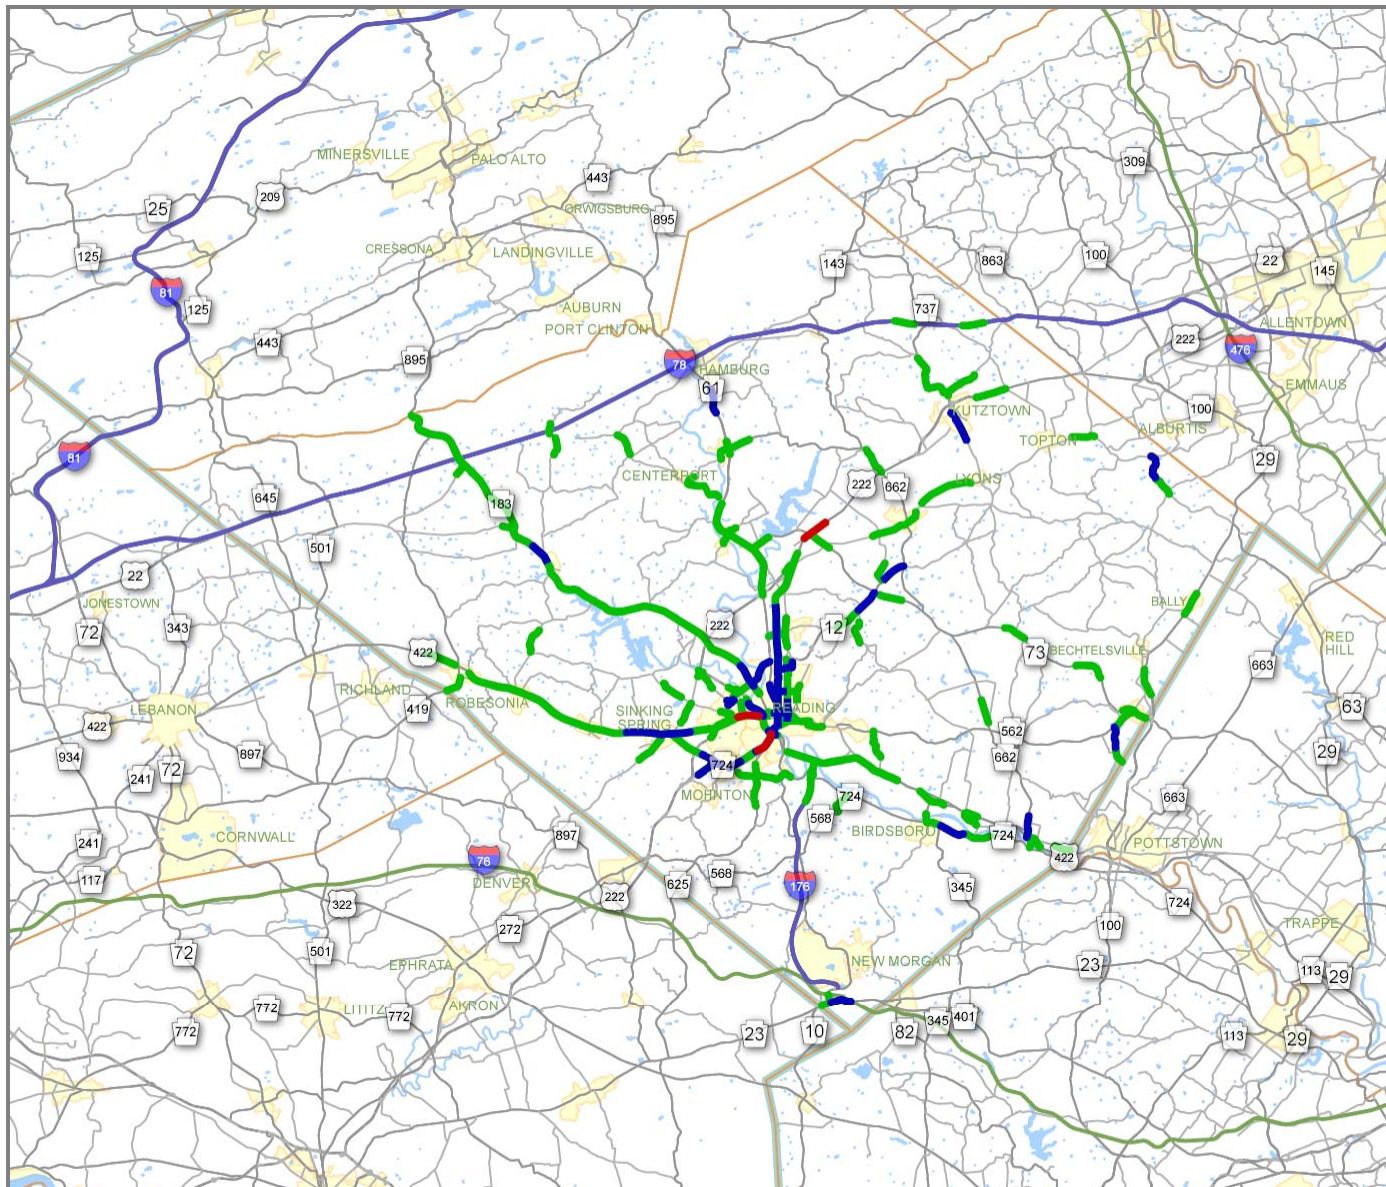 309
MINERSVILLE
PALO ALTO
443
209
25
ORWIGSBURG
895
CRESSONA
LANDINGVILLE
125
143
863
100
22
145
81
125
AUBURN
737
PORT CLINTON
ALLENTOWN
443
222
476
895
78
HAMBURG
61
EMMAUS
KUTZTOWN
100
ALBURTIS
TOPTON
81
29
CENTERPORT
LYONS
222
662
645
183
501
22
JONESTOWN
BALLY
72
343
222
12
RED
HILL
422
73
BECHTELSVILLE
663
RICHLAND
ROBESONIA
LEBANON
419
SINKING
SPRING
READING
63
422
562
934
897
662
29
241
72
724
MOHNTON
724
663
568
CORNWALL
897
BIRDSBORO
724
POTTSTOWN
241
422
76
117
DENVER
568
625
176
345
322
222
724
272
100
TRAPPE
72
501
EPHRATA
NEW MORGAN
23
113
29
772
LITITZ
772
AKRON
772
23
10
82
345
401
113
29